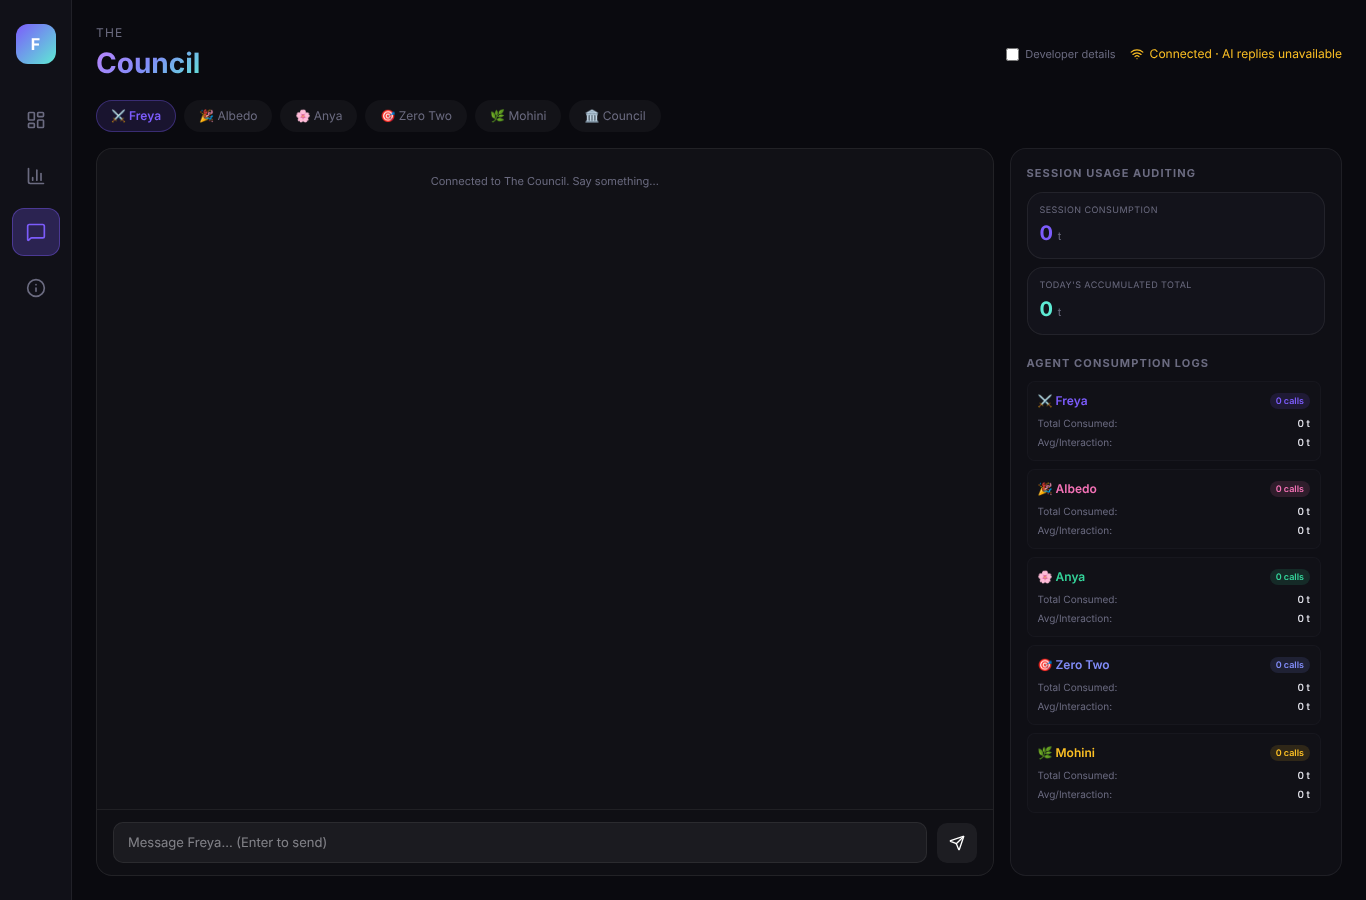 F
THE
Council
Developer details
Connected · AI replies unavailable
⚔️ Freya
🎉 Albedo
🌸 Anya
🎯 Zero Two
🌿 Mohini
🏛️ Council
Connected to The Council. Say something...
Message Freya... (Enter to send)
SESSION USAGE AUDITING
SESSION CONSUMPTION
0 t
TODAY'S ACCUMULATED TOTAL
0 t
AGENT CONSUMPTION LOGS
⚔️ Freya 0 calls
Total Consumed: 0 t
Avg/Interaction: 0 t
🎉 Albedo 0 calls
Total Consumed: 0 t
Avg/Interaction: 0 t
🌸 Anya 0 calls
Total Consumed: 0 t
Avg/Interaction: 0 t
🎯 Zero Two 0 calls
Total Consumed: 0 t
Avg/Interaction: 0 t
🌿 Mohini 0 calls
Total Consumed: 0 t
Avg/Interaction: 0 t